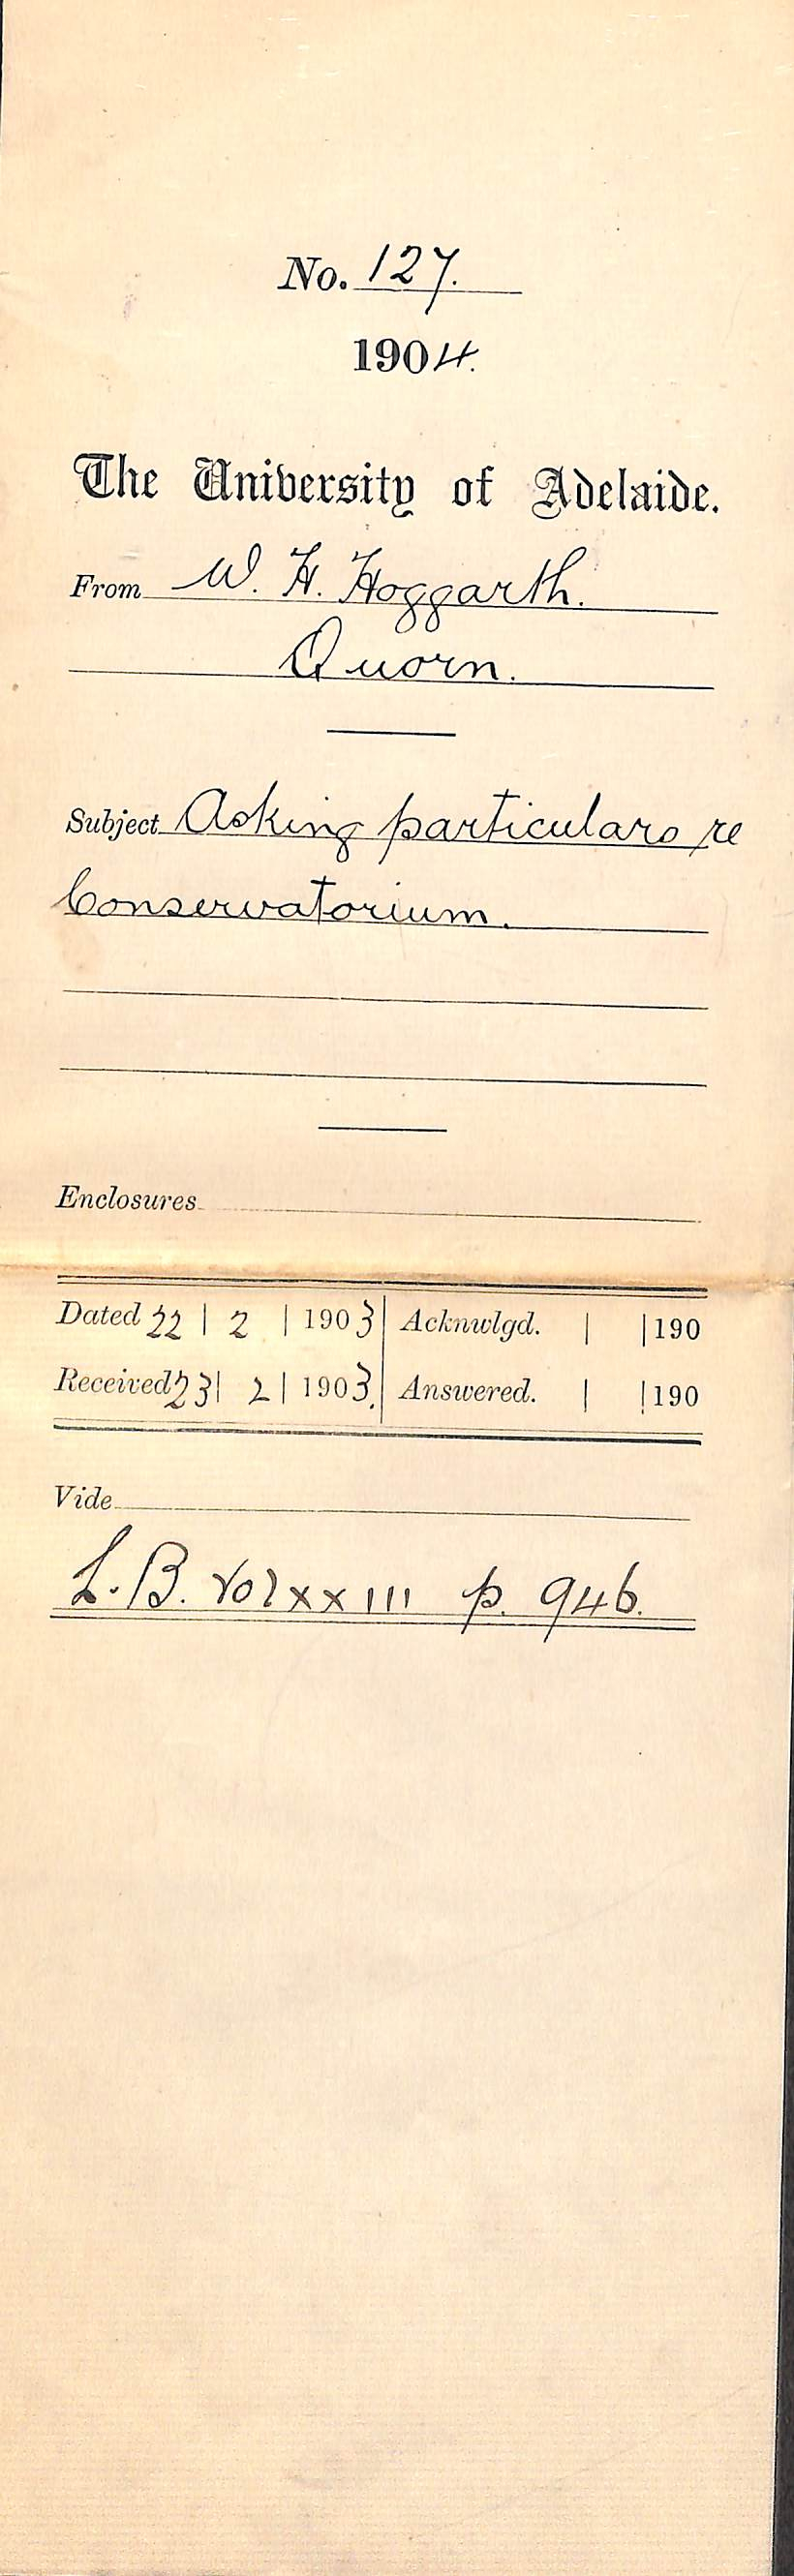 No. 127.
1904.
The University of Adelaide.
From W. H. Hoggarth.
Quorn.
Subject Asking particulars re
Conservatorium.
Enclosures
Dated 22 | 2 | 1903 | Acknwlgd. | | 190
Received 23 | 2 | 1903. | Answered. | | 190
Vide
L.B. Vol xxIII p. 946.